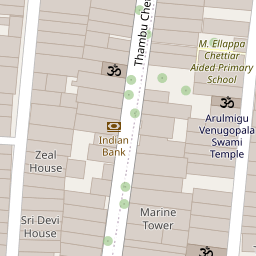 Thambu Che
M. Ellappa
Chettiar
Aided Primary
School
ॐ
ॐ
Arulmigu
Venugopala
Swami
Temple
Indian
Bank
Zeal
House
Sri Devi
House
Marine
Tower
ॐ